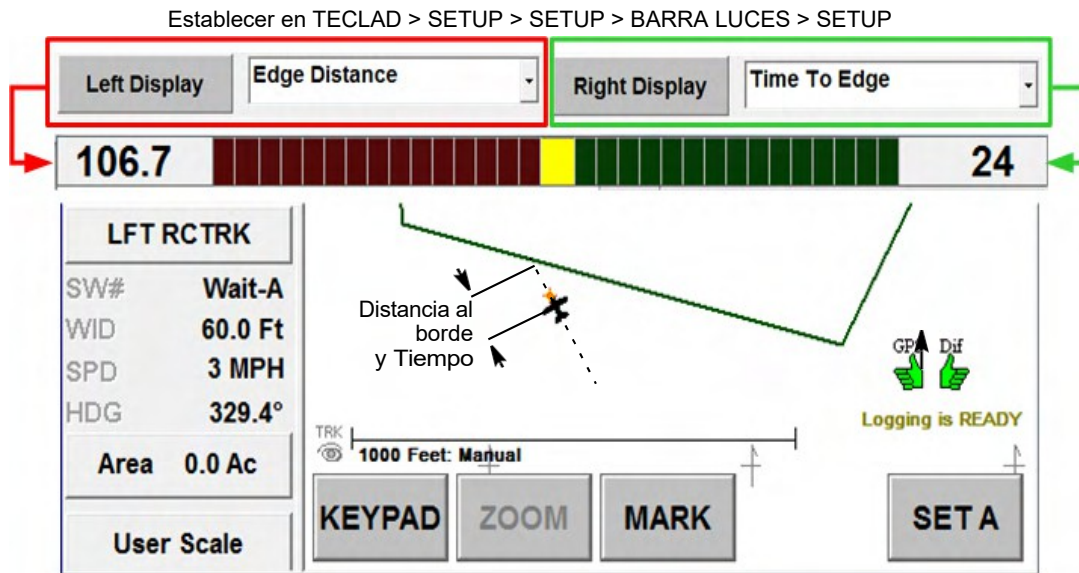 Establecer en TECLAD > SETUP > SETUP > BARRA LUCES > SETUP
Left Display Edge Distance Right Display Time To Edge
106.7 24
LFT RCTRK
SW# Wait-A
WID 60.0 Ft
SPD 3 MPH
HDG 329.4°
Area 0.0 Ac
User Scale
Distancia al
borde
y Tiempo
GPS Dif
Logging is READY
TRK
1000 Feet: Manual
KEYPAD ZOOM MARK SET A